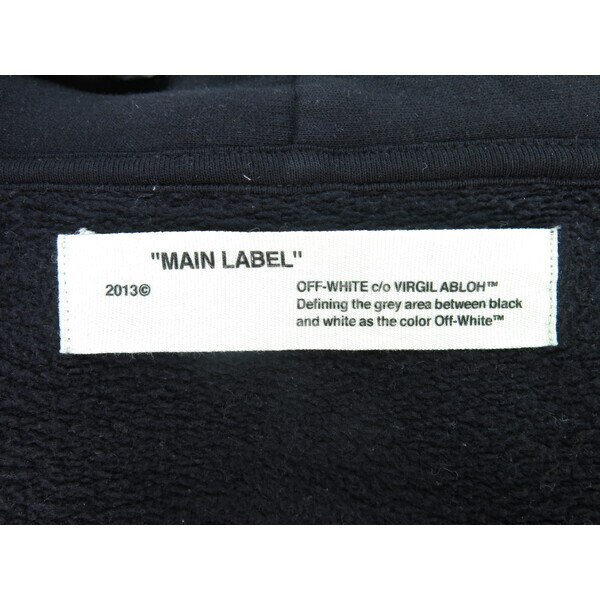 "MAIN LABEL"
2013©
OFF-WHITE c/o VIRGIL ABLOH™
Defining the grey area between black
and white as the color Off-White™